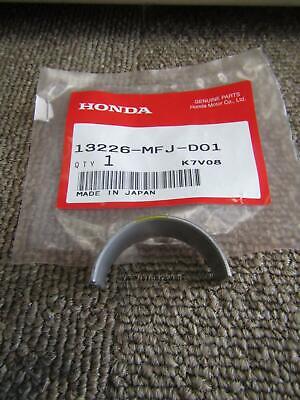 HONDA
GENUINE PARTS
Honda Motor Co., Ltd.
13226-MFJ-D01
QTY 1 K7V08
MADE IN JAPAN